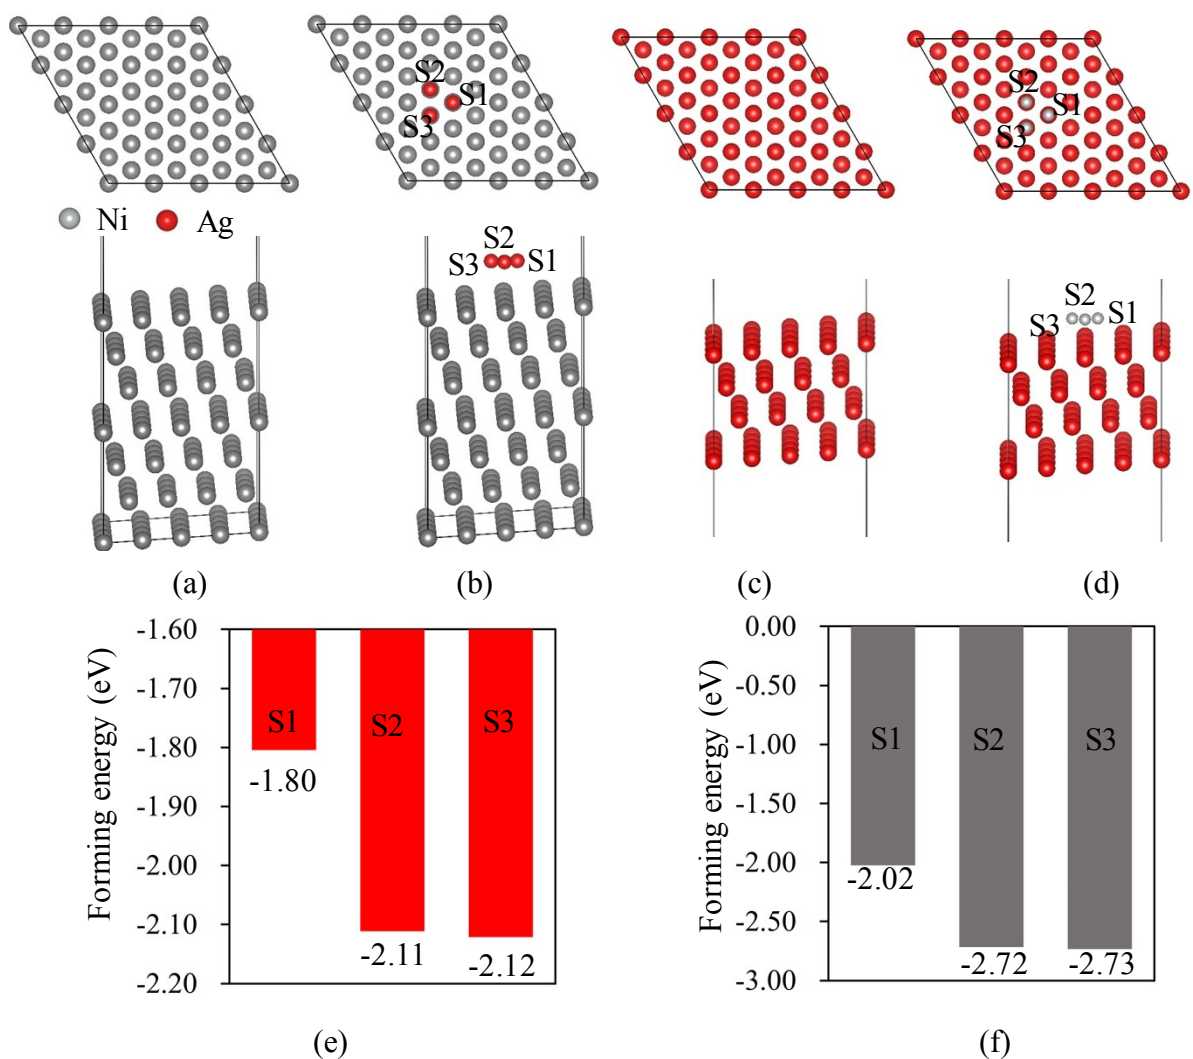 S2
S1
S3
S2
S1
S3
Ni
Ag
S2
S3
S1
S2
S1
S3
(a)
(b)
(c)
(d)
Forming energy (eV)
-1.60
-1.70
-1.80
-1.90
-2.00
-2.10
-2.20
S1
S2
S3
-1.80
-2.11
-2.12
Forming energy (eV)
0.00
-0.50
-1.00
-1.50
-2.00
-2.50
-3.00
S1
S2
S3
-2.02
-2.72
-2.73
(e)
(f)